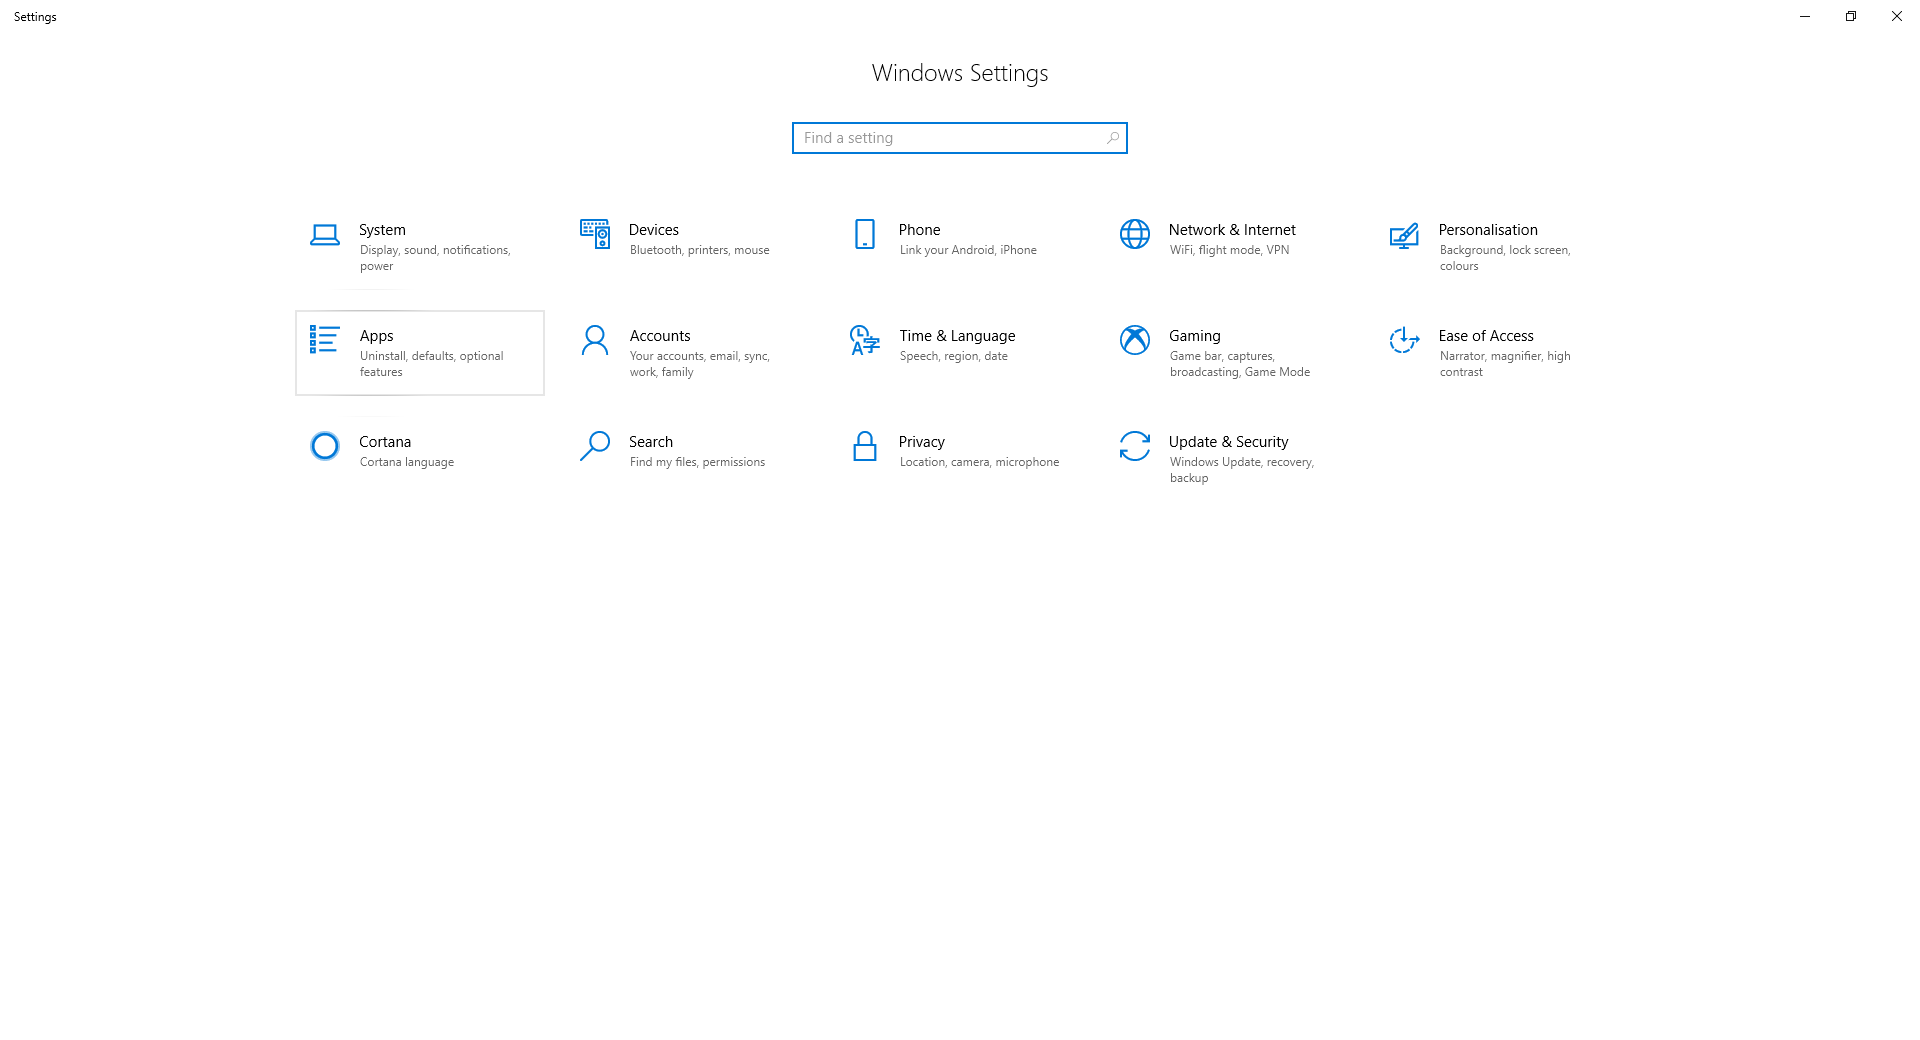 Settings
Windows Settings
Find a setting
System
Display, sound, notifications,
power
Devices
Bluetooth, printers, mouse
Phone
Link your Android, iPhone
Network & Internet
WiFi, flight mode, VPN
Personalisation
Background, lock screen,
colours
Apps
Uninstall, defaults, optional
features
Accounts
Your accounts, email, sync,
work, family
Time & Language
Speech, region, date
Gaming
Game bar, captures,
broadcasting, Game Mode
Ease of Access
Narrator, magnifier, high
contrast
Cortana
Cortana language
Search
Find my files, permissions
Privacy
Location, camera, microphone
Update & Security
Windows Update, recovery,
backup